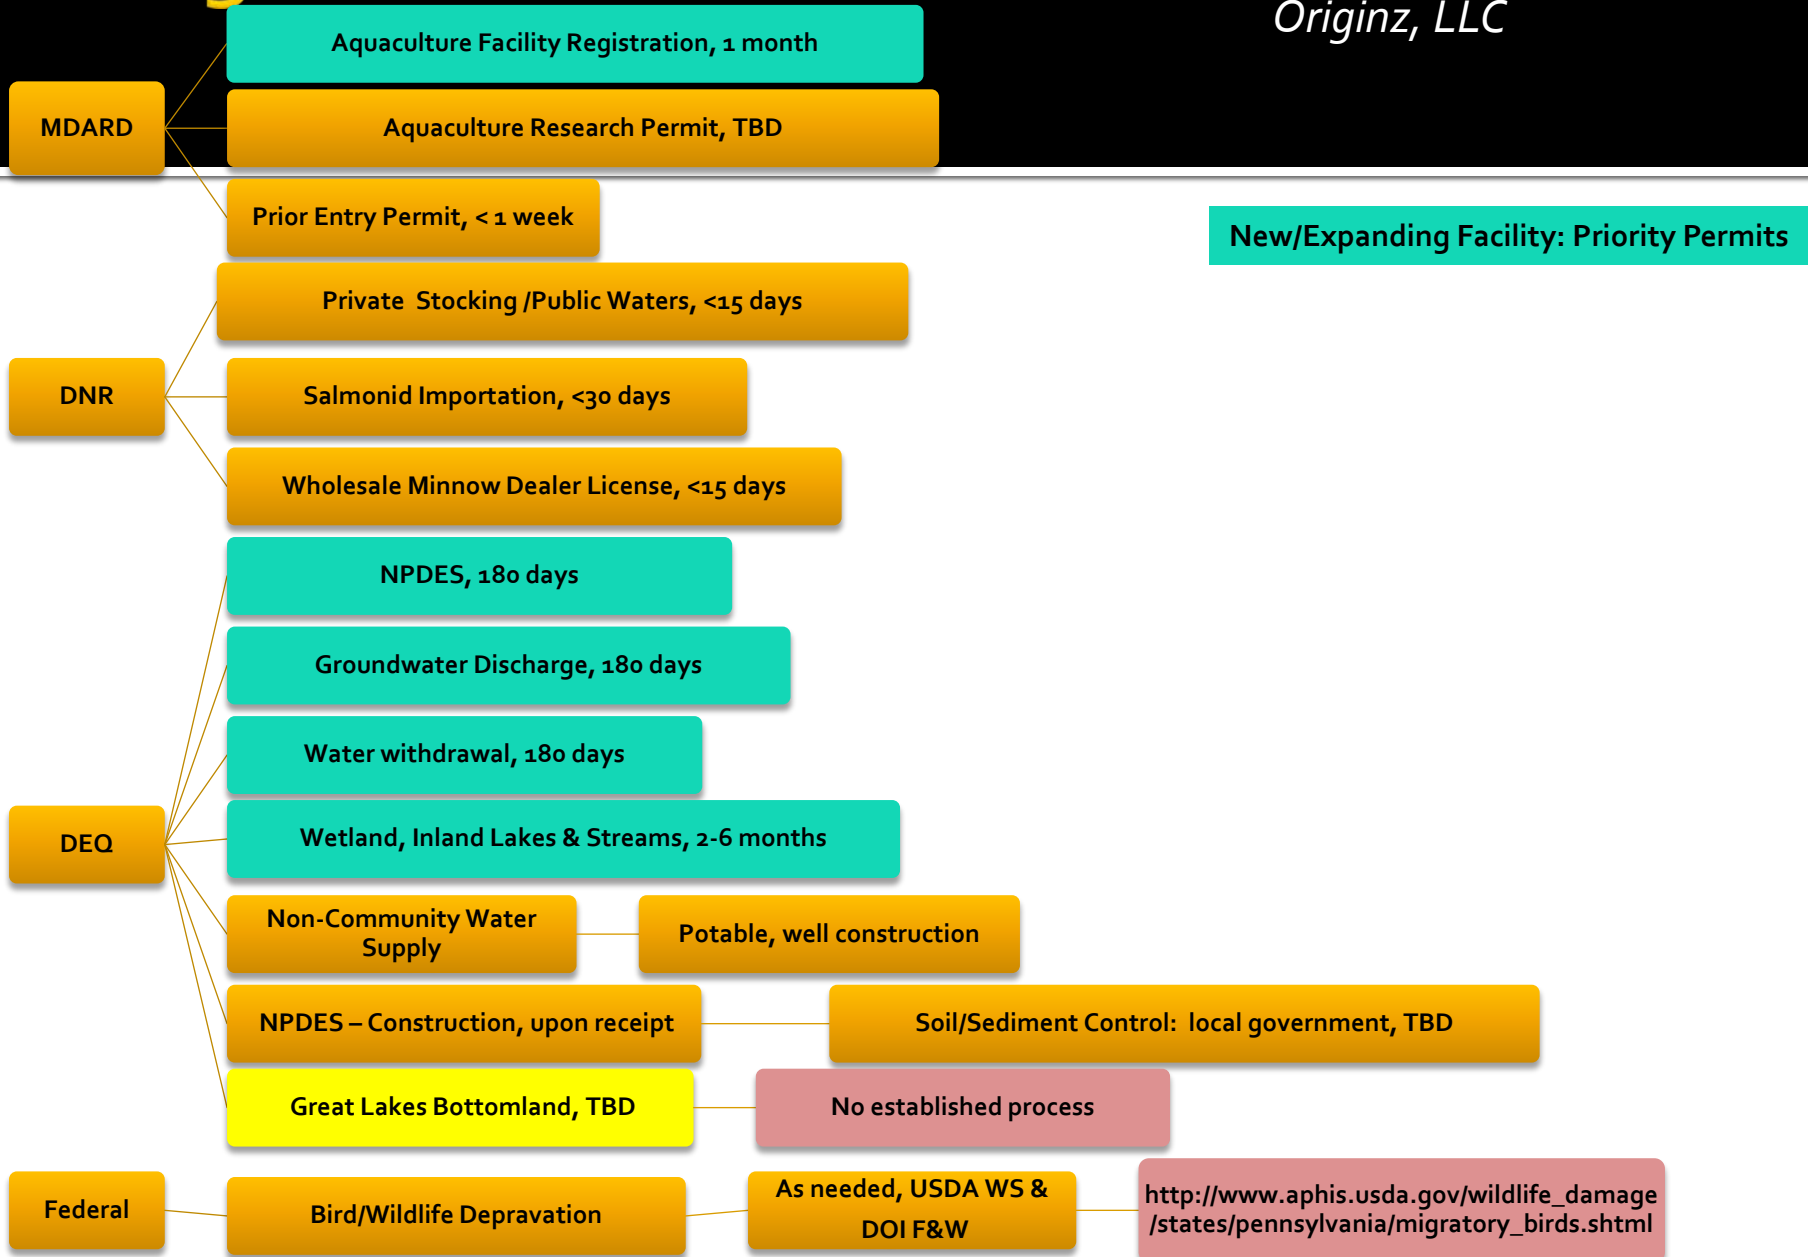 Originz, LLC
Aquaculture Facility Registration, 1 month
MDARD
Aquaculture Research Permit, TBD
Prior Entry Permit, < 1 week
New/Expanding Facility: Priority Permits
Private  Stocking /Public Waters, <15 days
DNR
Salmonid Importation, <30 days
Wholesale Minnow Dealer License, <15 days
NPDES, 180 days
Groundwater Discharge, 180 days
Water withdrawal, 180 days
DEQ
Wetland, Inland Lakes & Streams, 2-6 months
Non-Community Water
Supply
Potable, well construction
NPDES – Construction, upon receipt
Soil/Sediment Control:  local government, TBD
Great Lakes Bottomland, TBD
No established process
Federal
Bird/Wildlife Depravation
As needed, USDA WS &
DOI F&W
http://www.aphis.usda.gov/wildlife_damage
/states/pennsylvania/migratory_birds.shtml